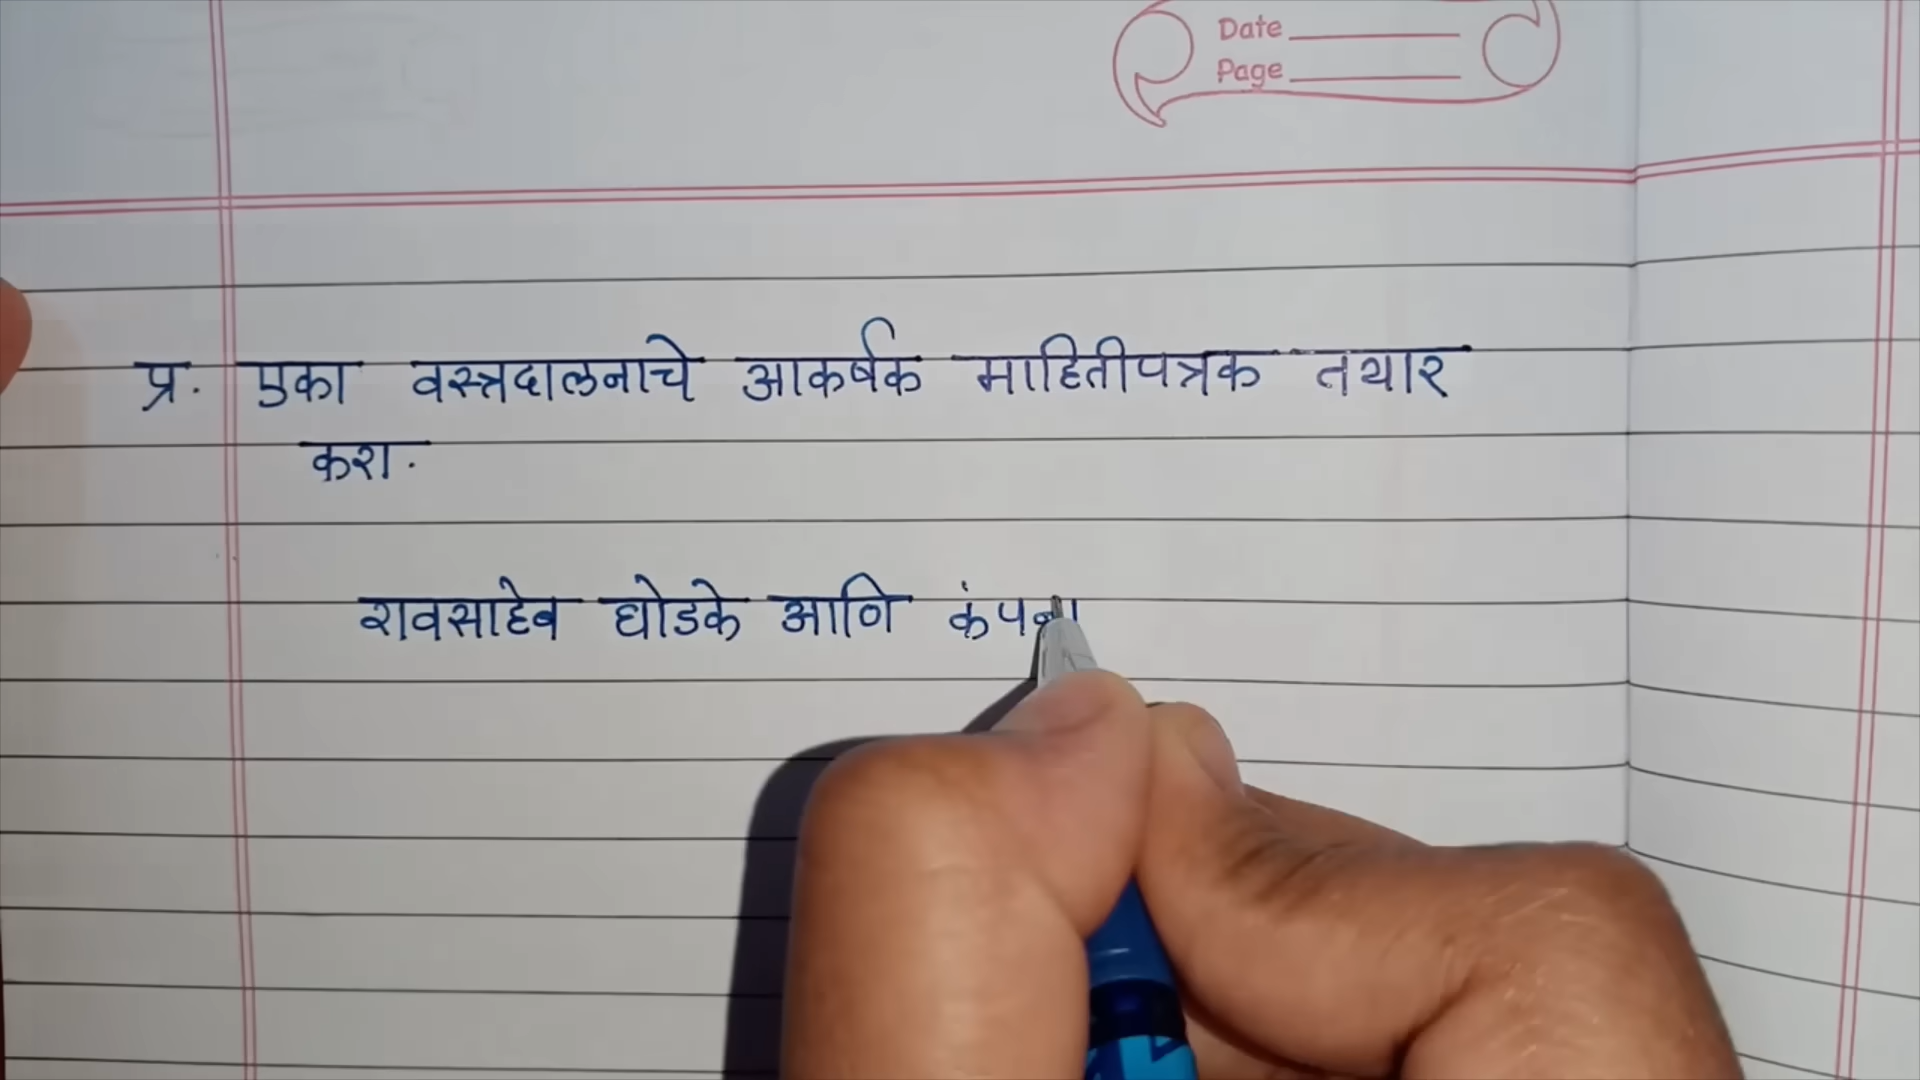 Date
Page
प्र. एका वस्त्रदालनाचे आकर्षक माहितीपत्रक तयार
करा.
रावसाहेब घोडके आणि